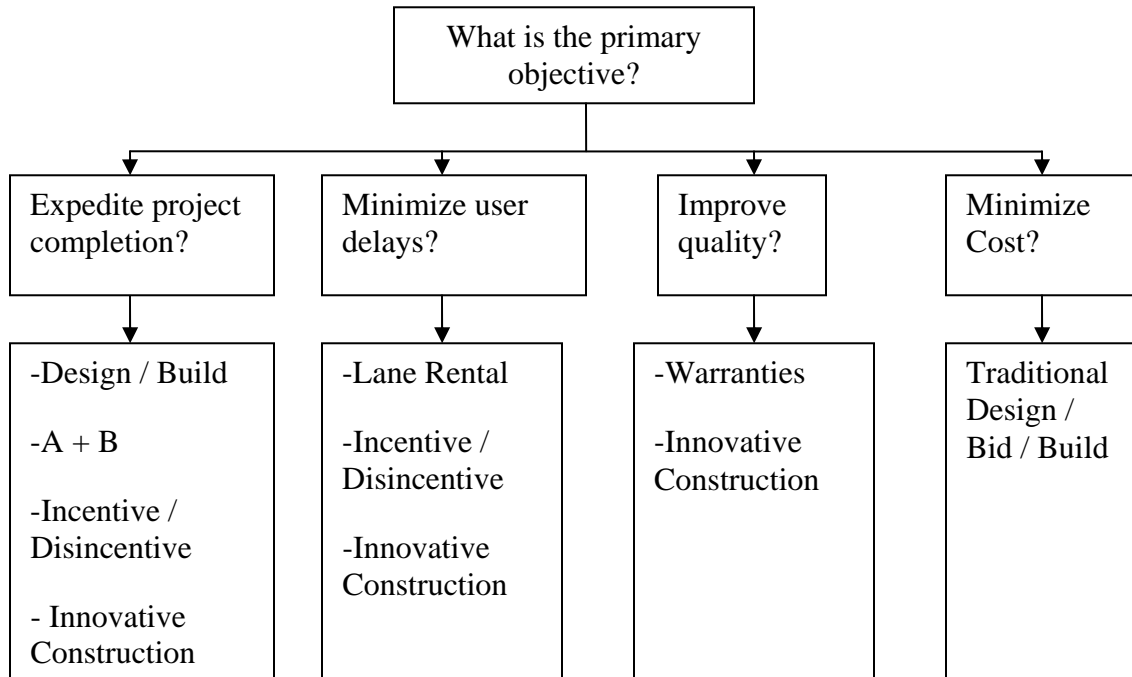 What is the primary
objective?
Expedite project
completion?
Minimize user
delays?
Improve
quality?
Minimize
Cost?
-Design / Build
-A + B
-Incentive /
Disincentive
- Innovative
Construction
-Lane Rental
-Incentive /
Disincentive
-Innovative
Construction
-Warranties
-Innovative
Construction
Traditional
Design /
Bid / Build